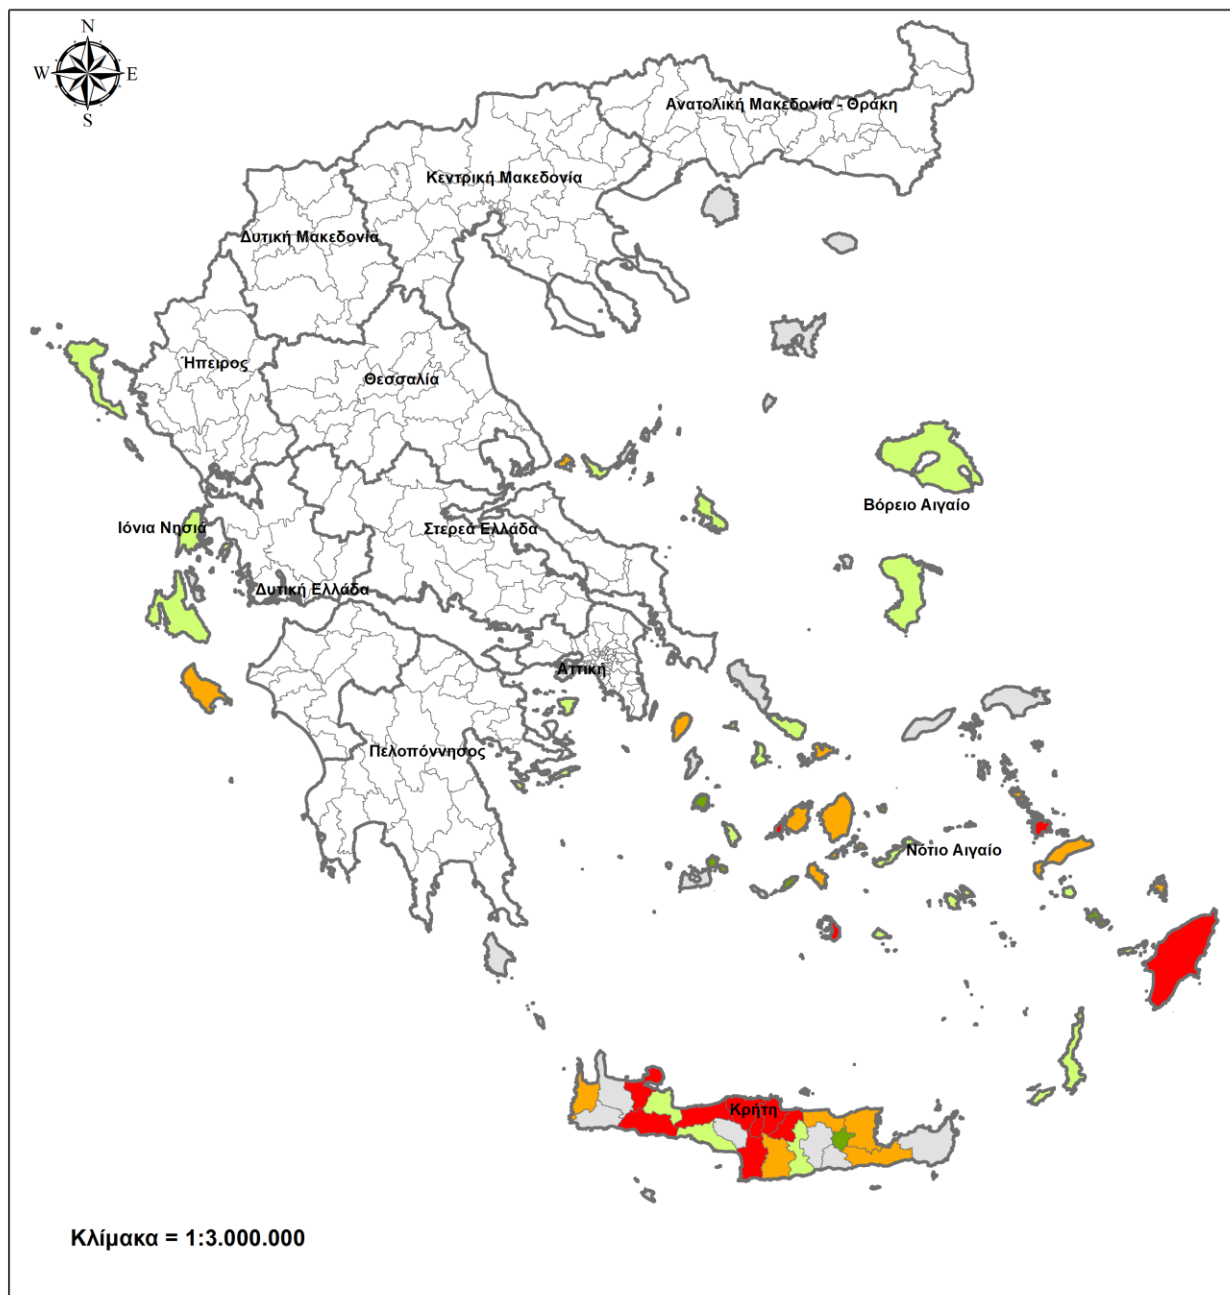 N
W E
S
Ανατολική Μακεδονία - Θράκη
Κεντρική Μακεδονία
Δυτική Μακεδονία
Ήπειρος
Θεσσαλία
Βόρειο Αιγαίο
Ιόνια Νησιά
Στερεά Ελλάδα
Δυτική Ελλάδα
Αττική
Πελοπόννησος
Νότιο Αιγαίο
Κρήτη
Κλίμακα = 1:3.000.000